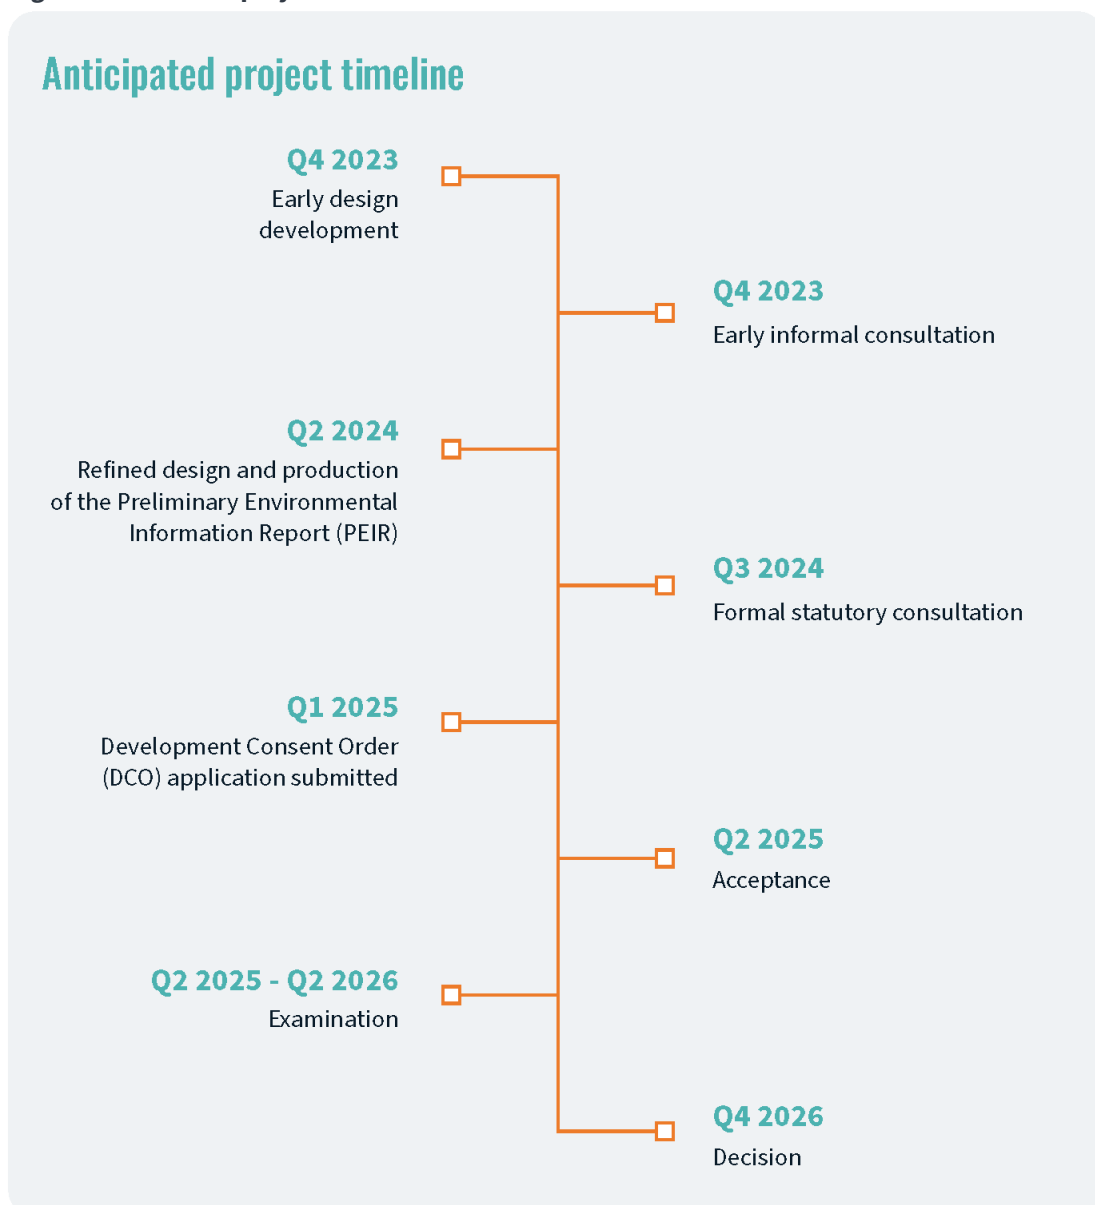 Anticipated project timeline
Q4 2023
Early design
development
Q4 2023
Early informal consultation
Q2 2024
Refined design and production
of the Preliminary Environmental
Information Report (PEIR)
Q3 2024
Formal statutory consultation
Q1 2025
Development Consent Order
(DCO) application submitted
Q2 2025
Acceptance
Q2 2025 - Q2 2026
Examination
Q4 2026
Decision